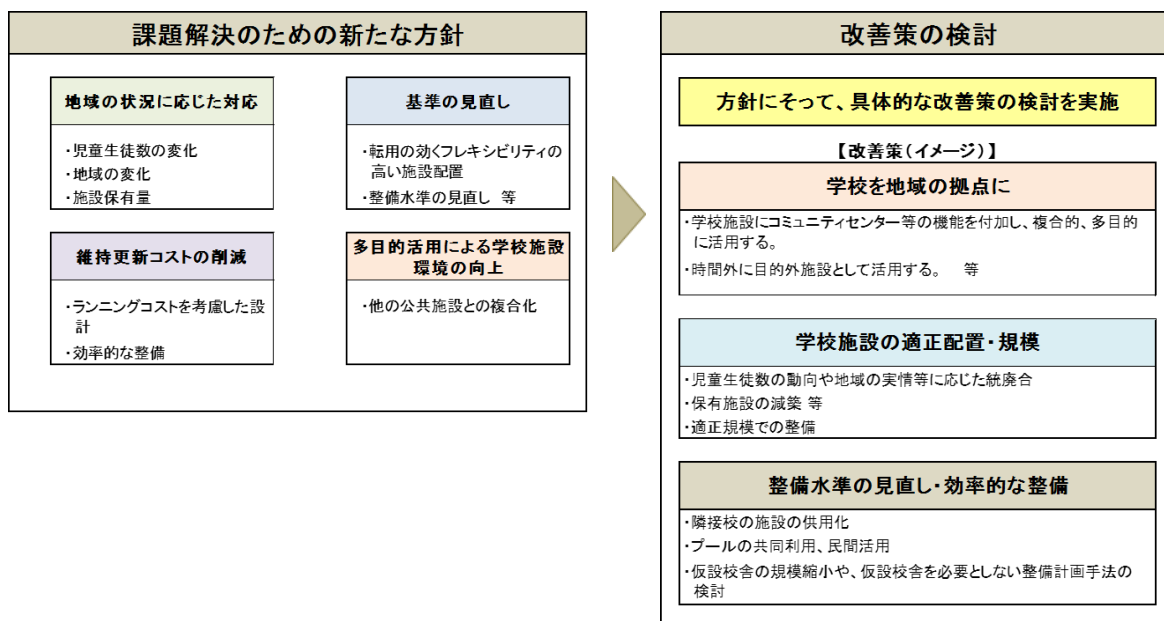 課題解決のための新たな方針
地域の状況に応じた対応
・児童生徒数の変化
・地域の変化
・施設保有量
基準の見直し
・転用の効くフレキシビリティの
高い施設配置
・整備水準の見直し 等
維持更新コストの削減
・ランニングコストを考慮した設
計
・効率的な整備
多目的活用による学校施設
環境の向上
・他の公共施設との複合化
改善策の検討
方針にそって、具体的な改善策の検討を実施
【改善策(イメージ)】
学校を地域の拠点に
・学校施設にコミュニティセンター等の機能を付加し、複合的、多目的
に活用する。
・時間外に目的外施設として活用する。 等
学校施設の適正配置・規模
・児童生徒数の動向や地域の実情等に応じた統廃合
・保有施設の減築 等
・適正規模での整備
整備水準の見直し・効率的な整備
・隣接校の施設の供用化
・プールの共同利用、民間活用
・仮設校舎の規模縮小や、仮設校舎を必要としない整備計画手法の
検討